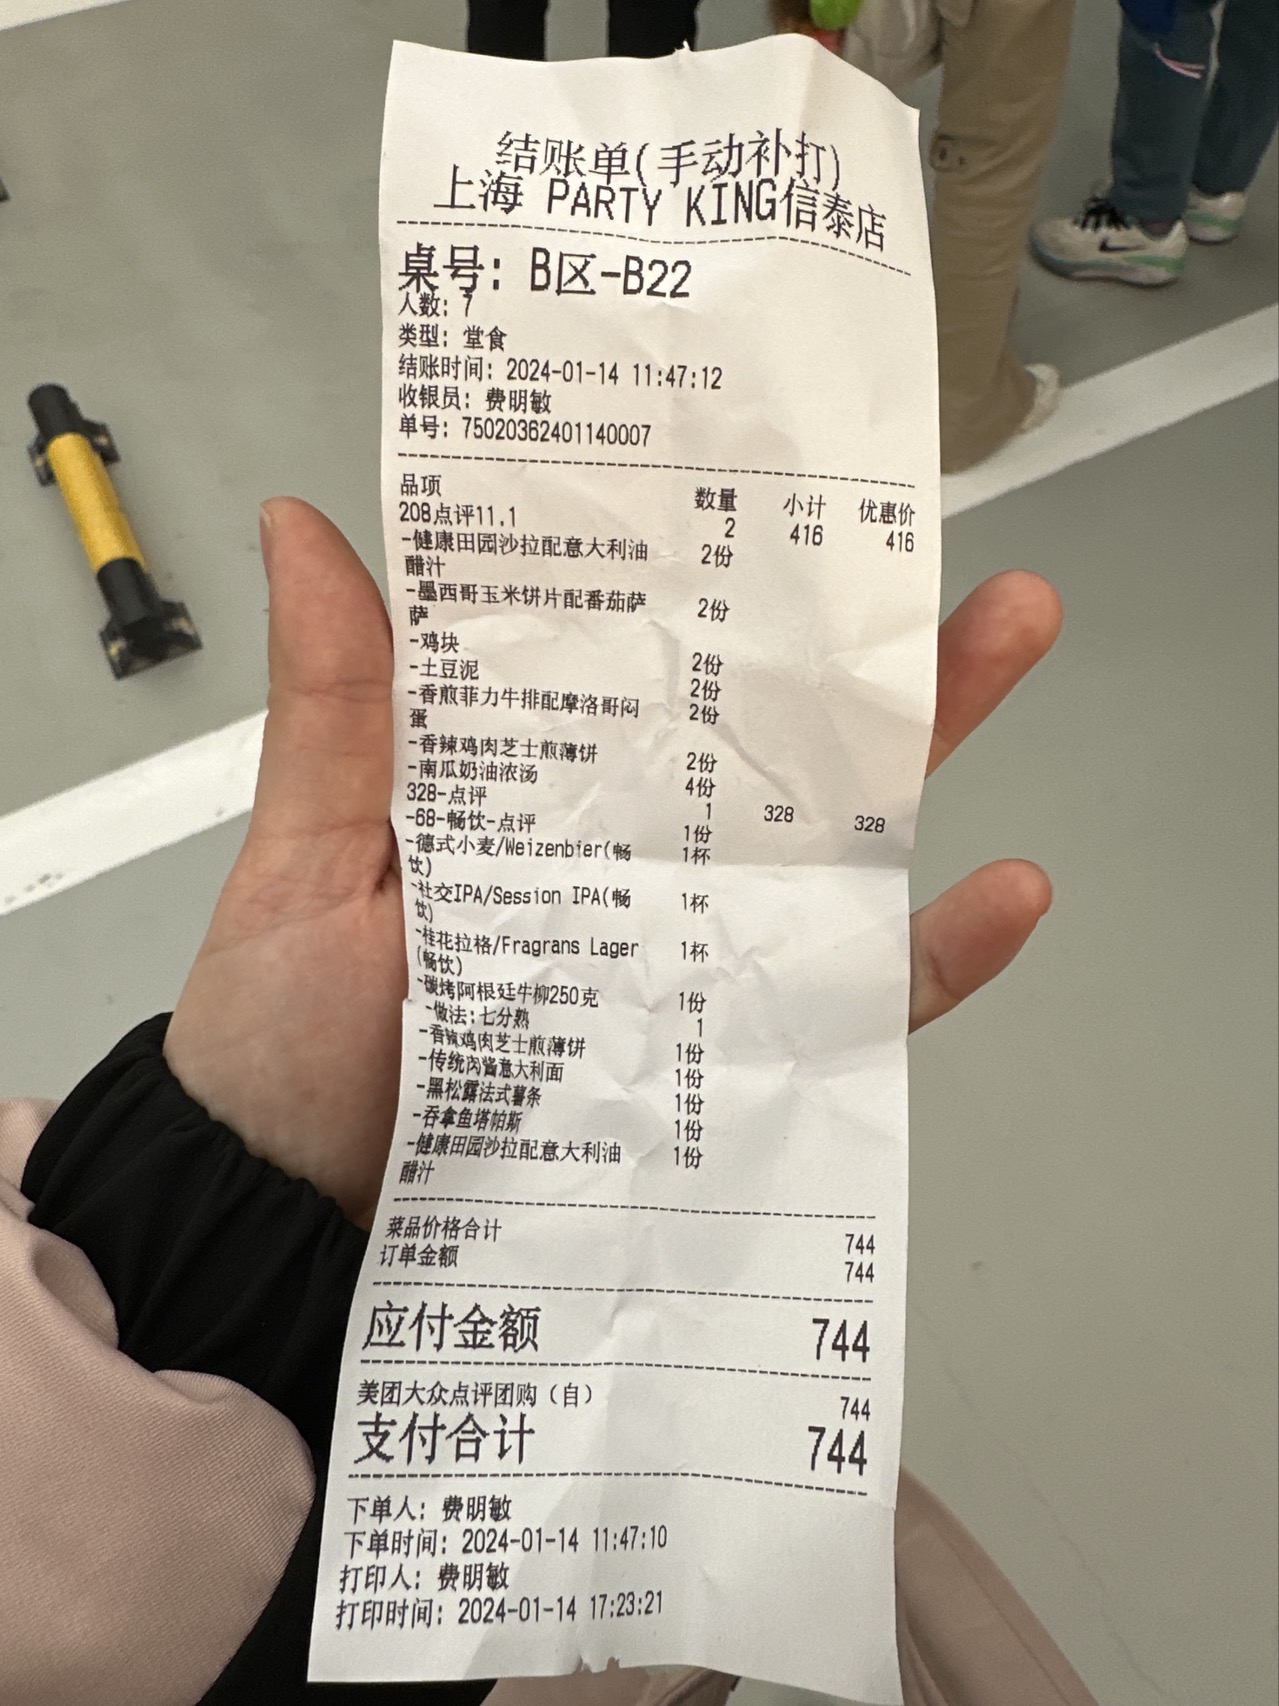 结账单(手动补打)
上海 PARTY KING信泰店
桌号: B区-B22
人数: 7
类型: 堂食
结账时间: 2024-01-14 11:47:12
收银员: 费明敏
单号: 75020362401140007
品项 数量 小计 优惠价
208点评11.1 2 416 416
-健康田园沙拉配意大利油 2份
醋汁
-墨西哥玉米饼片配番茄萨 2份
萨
-鸡块 2份
-土豆泥 2份
-香煎菲力牛排配摩洛哥闷 2份
蛋
-香辣鸡肉芝士煎薄饼 2份
-南瓜奶油浓汤 4份
328-点评 1 328 328
-68-畅饮-点评 1份
-德式小麦/Weizenbier(畅 1杯
饮)
-社交IPA/Session IPA(畅 1杯
饮)
-桂花拉格/Fragrans Lager 1杯
(畅饮)
-碳烤阿根廷牛柳250克 1份
-做法:七分熟 1
-香辣鸡肉芝士煎薄饼 1份
-传统肉酱意大利面 1份
-黑松露法式薯条 1份
-吞拿鱼塔帕斯 1份
-健康田园沙拉配意大利油 1份
醋汁
菜品价格合计 744
订单金额 744
应付金额 744
美团大众点评团购(自) 744
支付合计 744
下单人: 费明敏
下单时间: 2024-01-14 11:47:10
打印人: 费明敏
打印时间: 2024-01-14 17:23:21